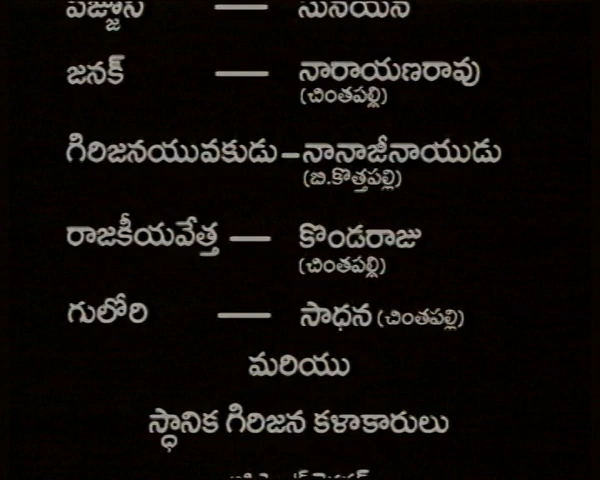 జనక్ — నారాయణరావు
(చింతపల్లి)
గిరిజనయువకుడు – నానాజీనాయుడు
(బి.కొత్తపల్లి)
రాజకీయవేత్త — కొండరాజు
(చింతపల్లి)
గులోరి — సాధన (చింతపల్లి)
మరియు
స్ధానిక గిరిజన కళాకారులు